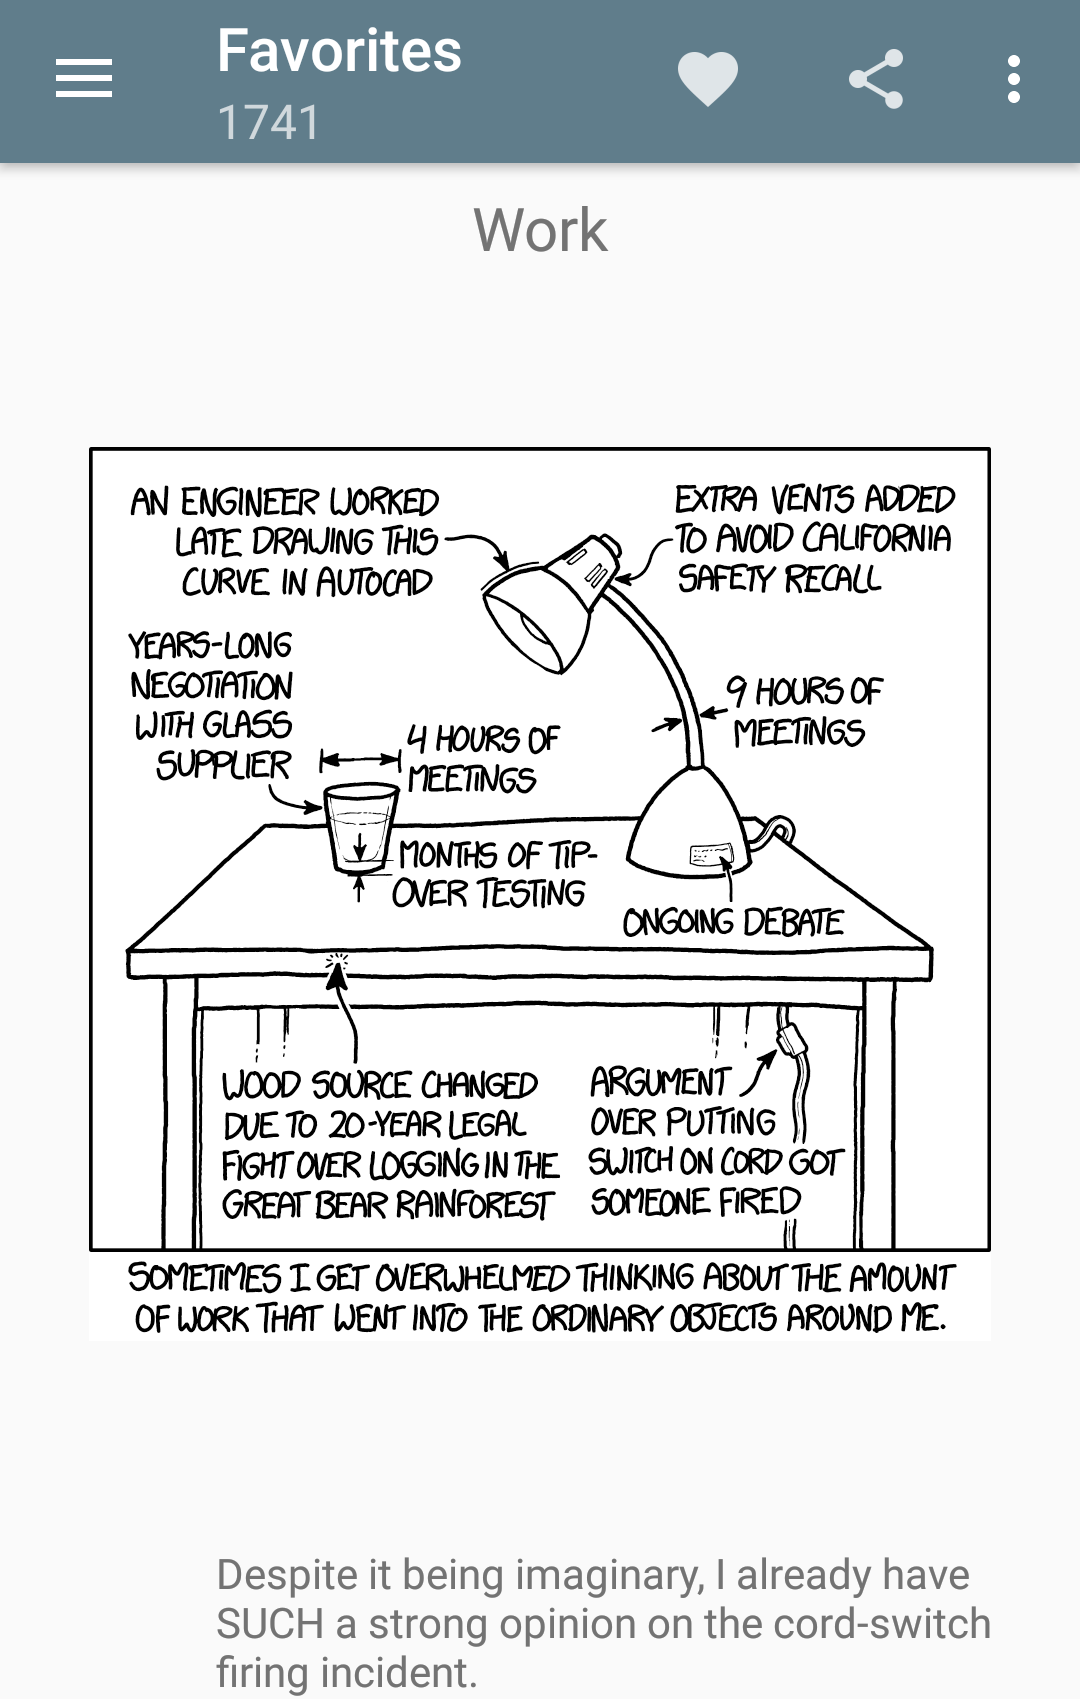 Favorites
1741
Work
AN ENGINEER WORKED
LATE DRAWING THIS
CURVE IN AUTOCAD
EXTRA VENTS ADDED
TO AVOID CALIFORNIA
SAFETY RECALL
YEARS-LONG
NEGOTIATION
WITH GLASS
SUPPLIER
4 HOURS OF
MEETINGS
9 HOURS OF
MEETINGS
MONTHS OF TIP-
OVER TESTING
ONGOING DEBATE
WOOD SOURCE CHANGED
DUE TO 20-YEAR LEGAL
FIGHT OVER LOGGING IN THE
GREAT BEAR RAINFOREST
ARGUMENT
OVER PUTTING
SWITCH ON CORD GOT
SOMEONE FIRED
SOMETIMES I GET OVERWHELMED THINKING ABOUT THE AMOUNT
OF WORK THAT WENT INTO THE ORDINARY OBJECTS AROUND ME.
Despite it being imaginary, I already have
SUCH a strong opinion on the cord-switch
firing incident.